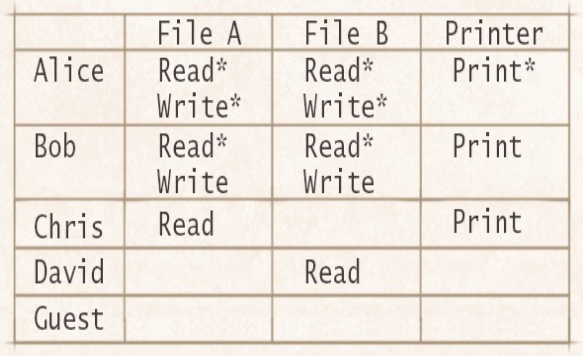 File A File B Printer
Alice Read* Read* Print*
Write* Write*
Bob Read* Read* Print
Write Write
Chris Read Print
David Read
Guest